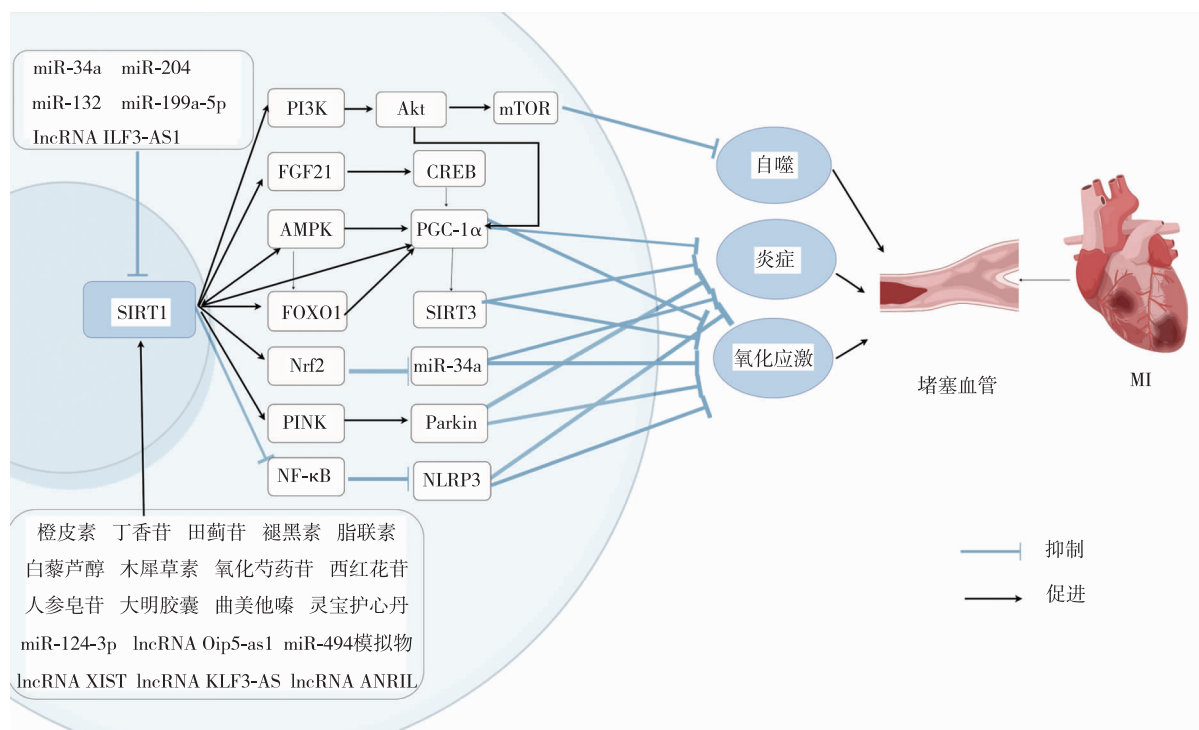 miR-34a miR-204
miR-132 miR-199a-5p
lncRNA ILF3-AS1
PI3K
Akt
mTOR
自噬
FGF21
CREB
AMPK
PGC-1α
炎症
SIRT1
FOXO1
SIRT3
Nrf2
miR-34a
氧化应激
堵塞血管
MI
PINK
Parkin
NF-κB
NLRP3
橙皮素 丁香苷 田蓟苷 褪黑素 脂联素
白藜芦醇 木犀草素 氧化芍药苷 西红花苷
人参皂苷 大明胶囊 曲美他嗪 灵宝护心丹
miR-124-3p lncRNA Oip5-as1 miR-494模拟物
lncRNA XIST lncRNA KLF3-AS lncRNA ANRIL
抑制
促进